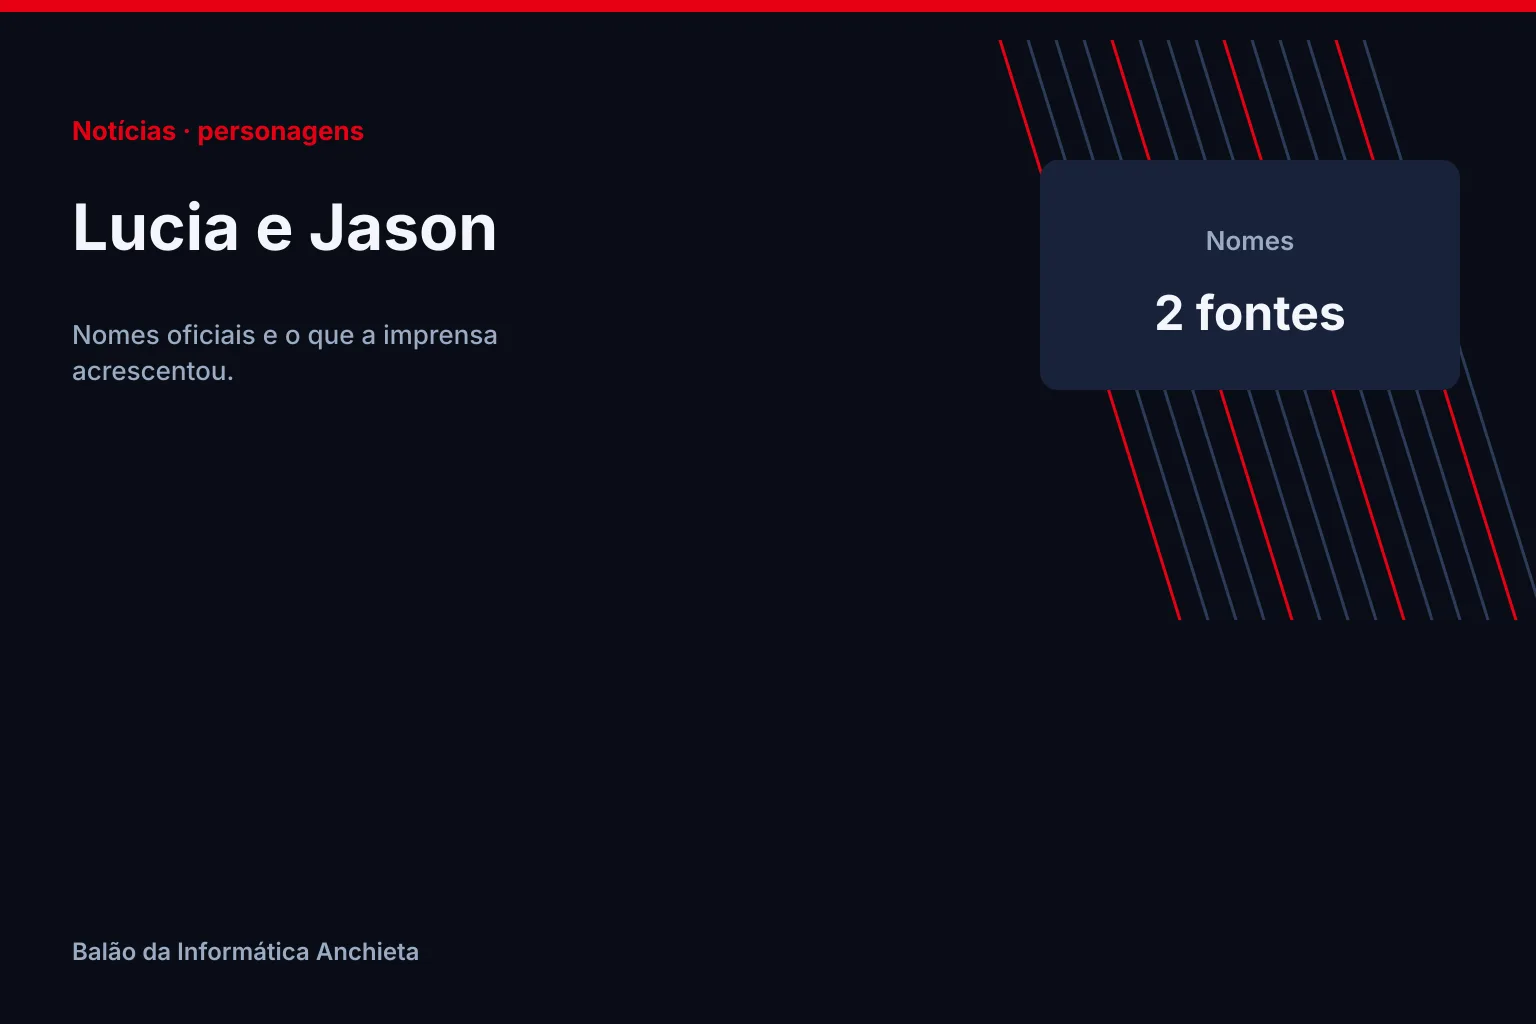 Notícias · personagens
Lucia e Jason
Nomes oficiais e o que a imprensa
acrescentou.
Nomes
2 fontes
Balão da Informática Anchieta